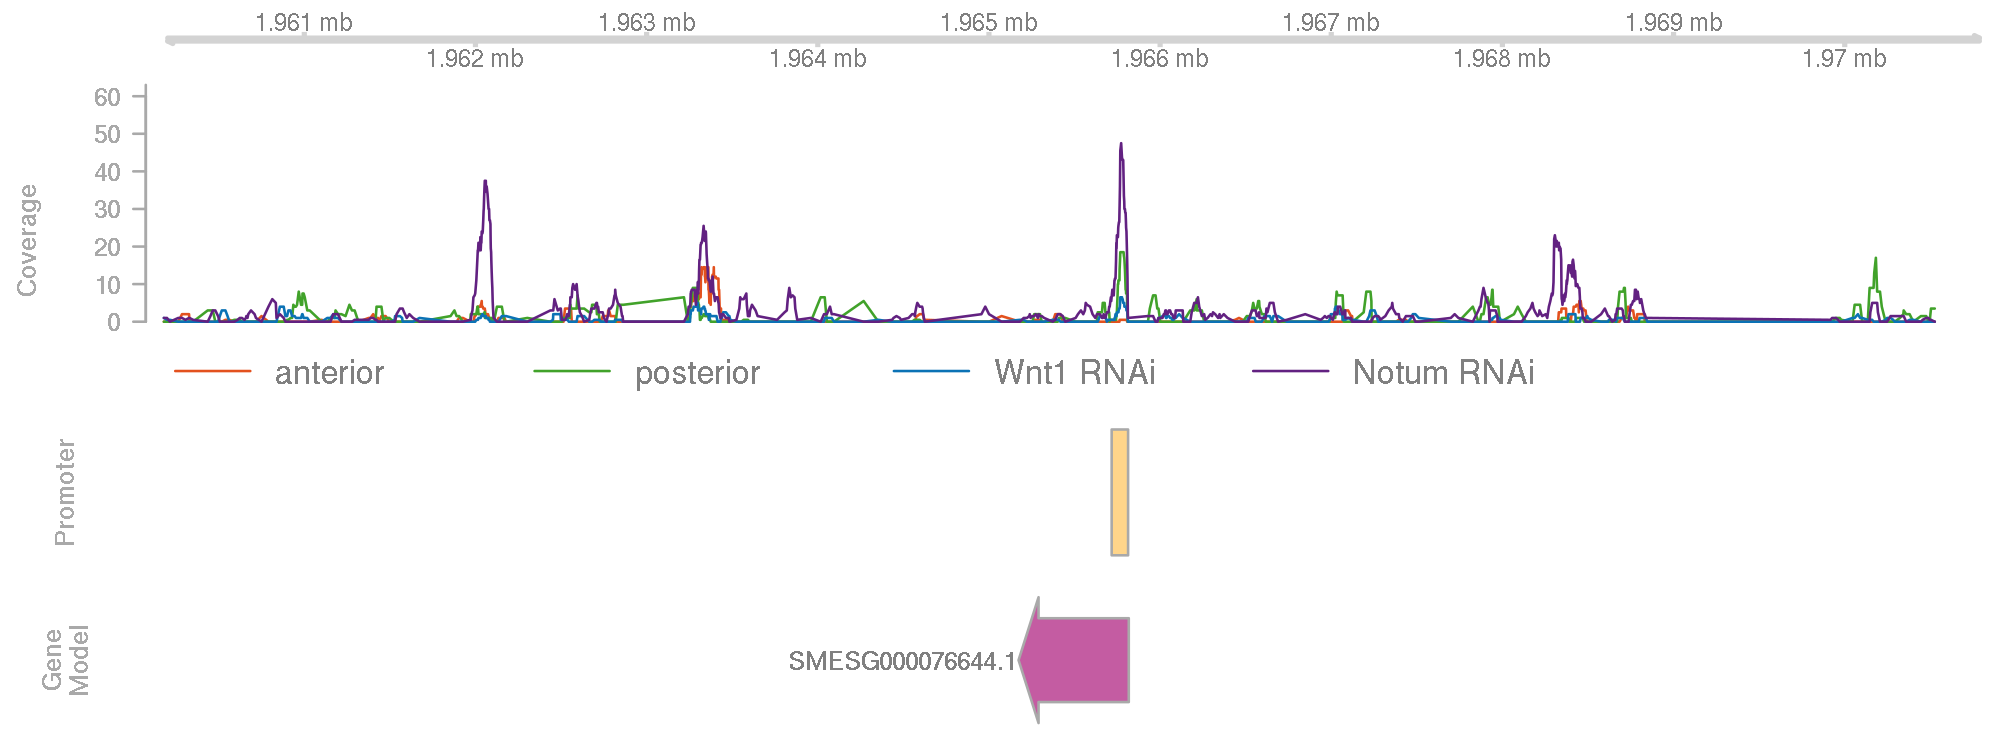 1.961 mb 1.963 mb 1.965 mb 1.967 mb 1.969 mb
1.962 mb 1.964 mb 1.966 mb 1.968 mb 1.97 mb
Coverage
60
50
40
30
20
10
0
anterior posterior Wnt1 RNAi Notum RNAi
Promoter
Gene
Model
SMESG000076644.1